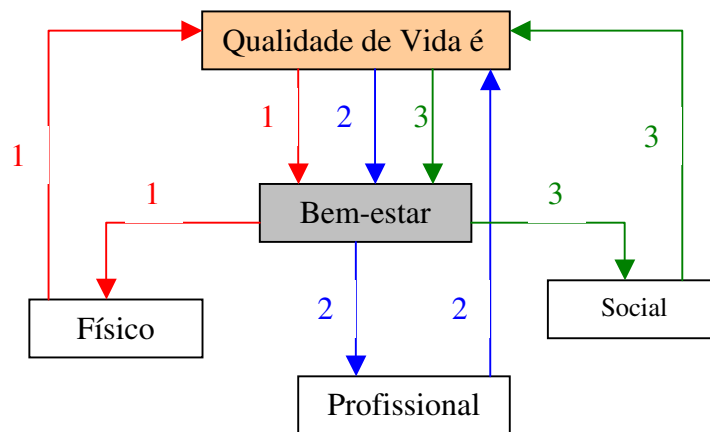 Qualidade de Vida é
1 2 3
1 3
Bem-estar
1 3
Físico
Social
2 2
Profissional